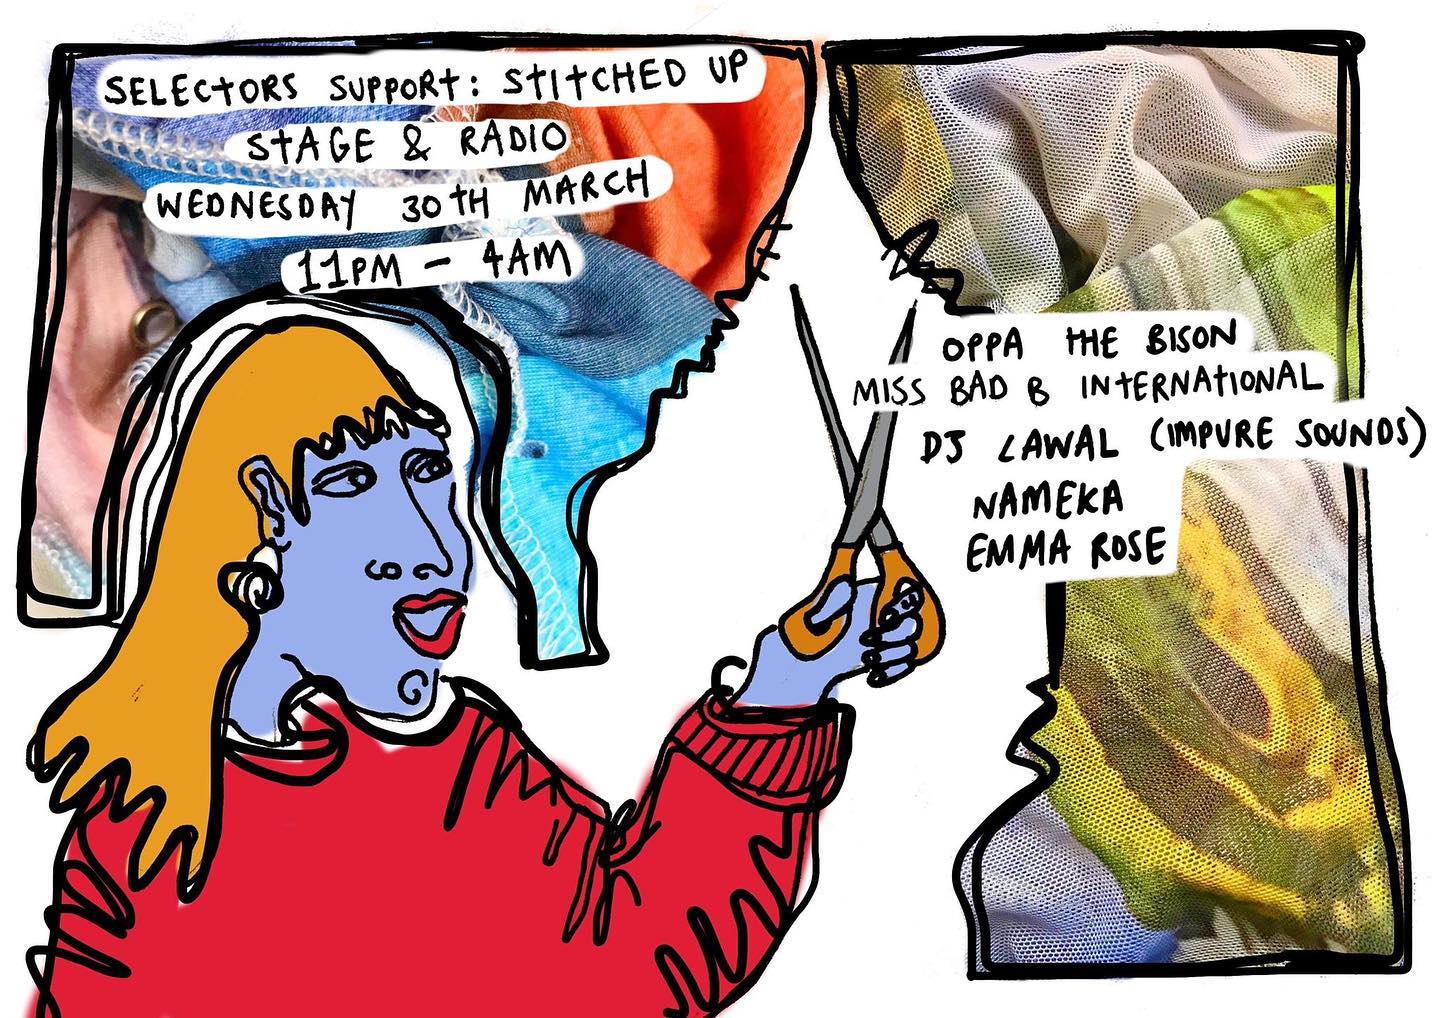 SELECTORS SUPPORT: STITCHED UP
STAGE & RADIO
WEDNESDAY 30TH MARCH
11PM - 4AM
OPPA THE BISON
MISS BAD B INTERNATIONAL
DJ LAWAL (IMPURE SOUNDS)
NAMEKA
EMMA ROSE